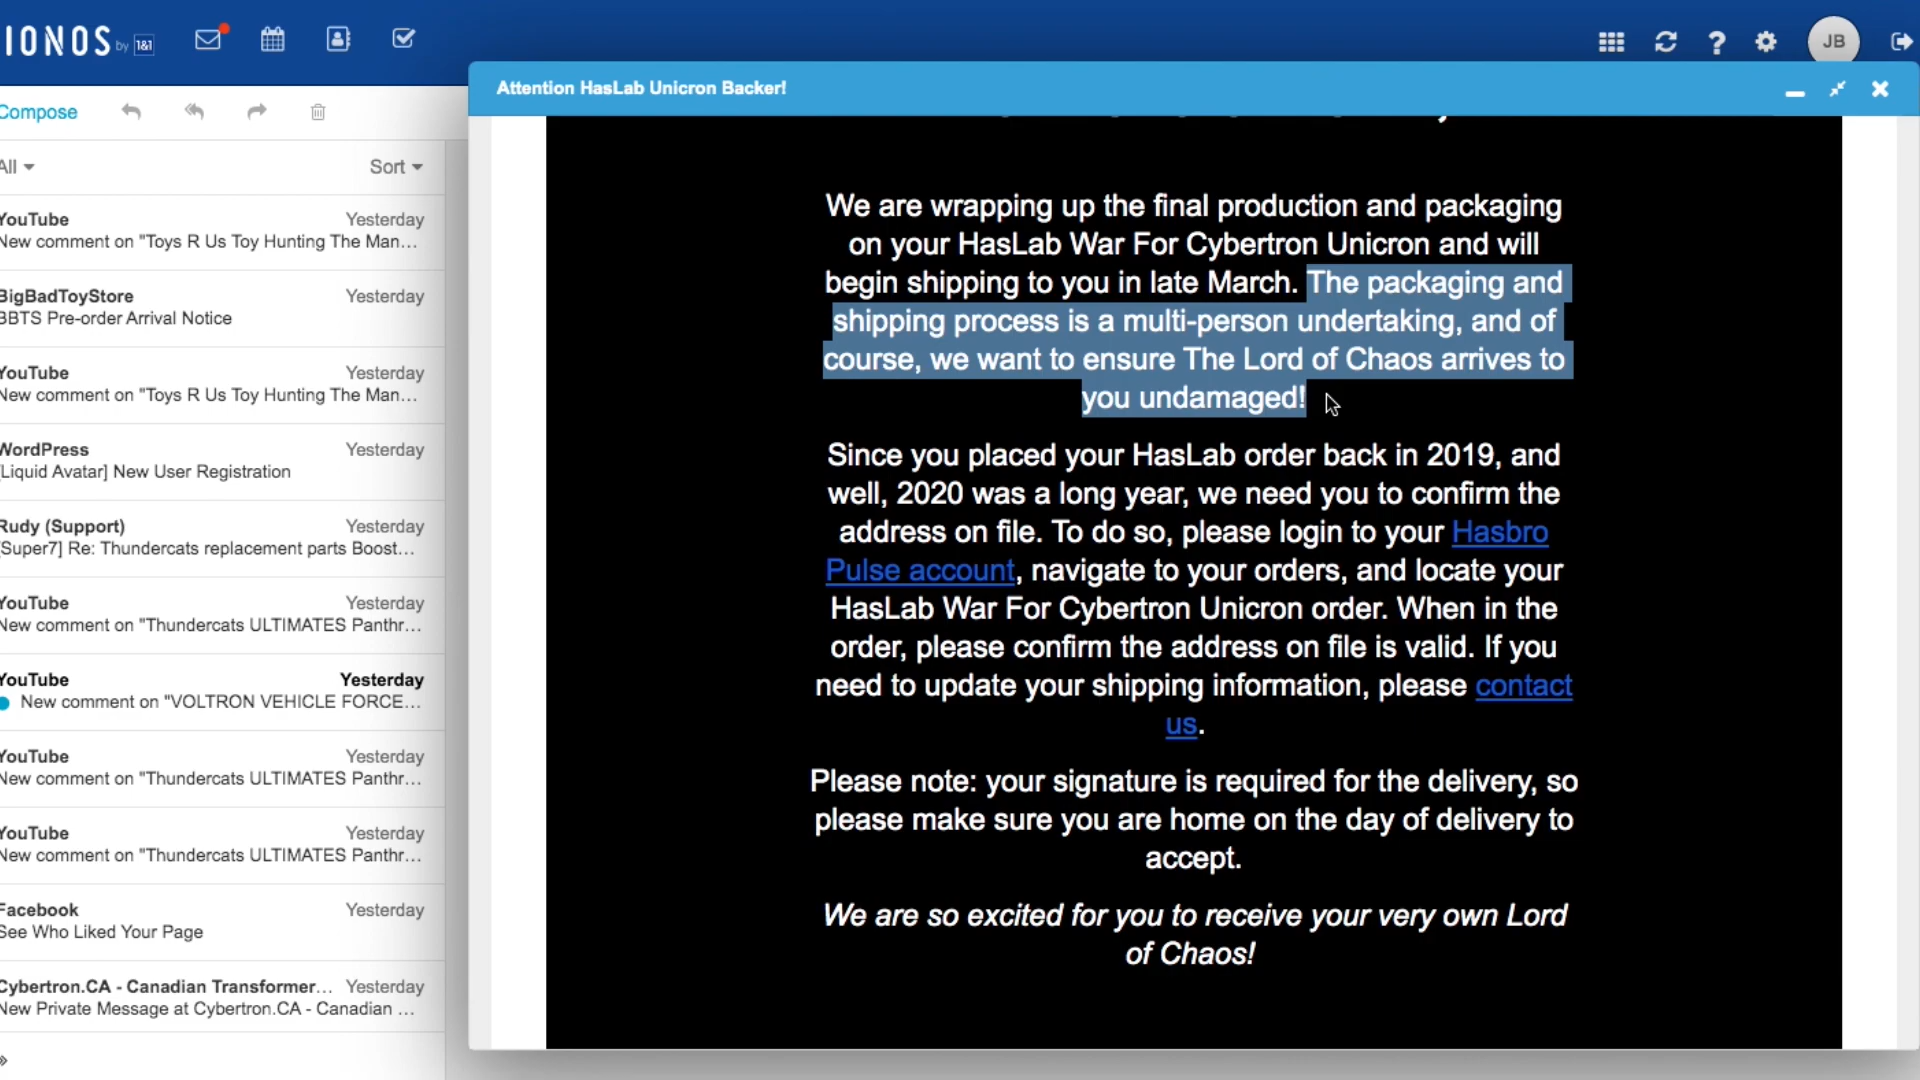 IONOS by 1&1
JB
Attention HasLab Unicron Backer!
Compose
All
Sort
YouTube Yesterday
New comment on "Toys R Us Toy Hunting The Man...
BigBadToyStore Yesterday
BBTS Pre-order Arrival Notice
YouTube Yesterday
New comment on "Toys R Us Toy Hunting The Man...
WordPress Yesterday
[Liquid Avatar] New User Registration
Rudy (Support) Yesterday
[Super7] Re: Thundercats replacement parts Boost...
YouTube Yesterday
New comment on "Thundercats ULTIMATES Panthr...
YouTube Yesterday
New comment on "VOLTRON VEHICLE FORCE...
YouTube Yesterday
New comment on "Thundercats ULTIMATES Panthr...
YouTube Yesterday
New comment on "Thundercats ULTIMATES Panthr...
Facebook Yesterday
See Who Liked Your Page
Cybertron.CA - Canadian Transformer... Yesterday
New Private Message at Cybertron.CA - Canadian ...
We are wrapping up the final production and packaging
on your HasLab War For Cybertron Unicron and will
begin shipping to you in late March. The packaging and
shipping process is a multi-person undertaking, and of
course, we want to ensure The Lord of Chaos arrives to
you undamaged!
Since you placed your HasLab order back in 2019, and
well, 2020 was a long year, we need you to confirm the
address on file. To do so, please login to your Hasbro
Pulse account, navigate to your orders, and locate your
HasLab War For Cybertron Unicron order. When in the
order, please confirm the address on file is valid. If you
need to update your shipping information, please contact
us.
Please note: your signature is required for the delivery, so
please make sure you are home on the day of delivery to
accept.
We are so excited for you to receive your very own Lord
of Chaos!